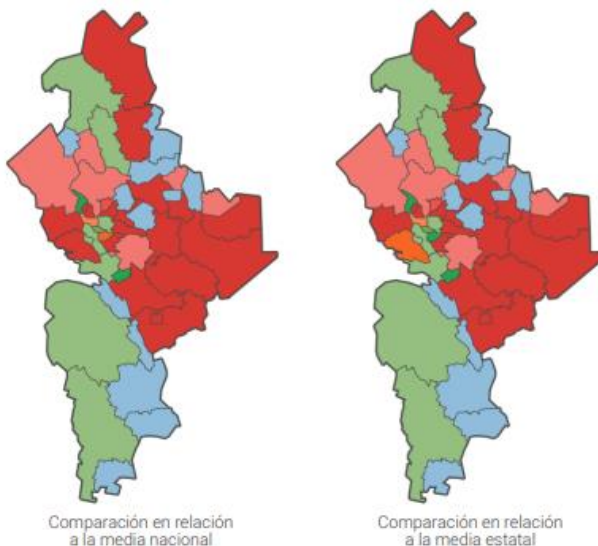 Comparación en relación
a la media nacional
Comparación en relación
a la media estatal